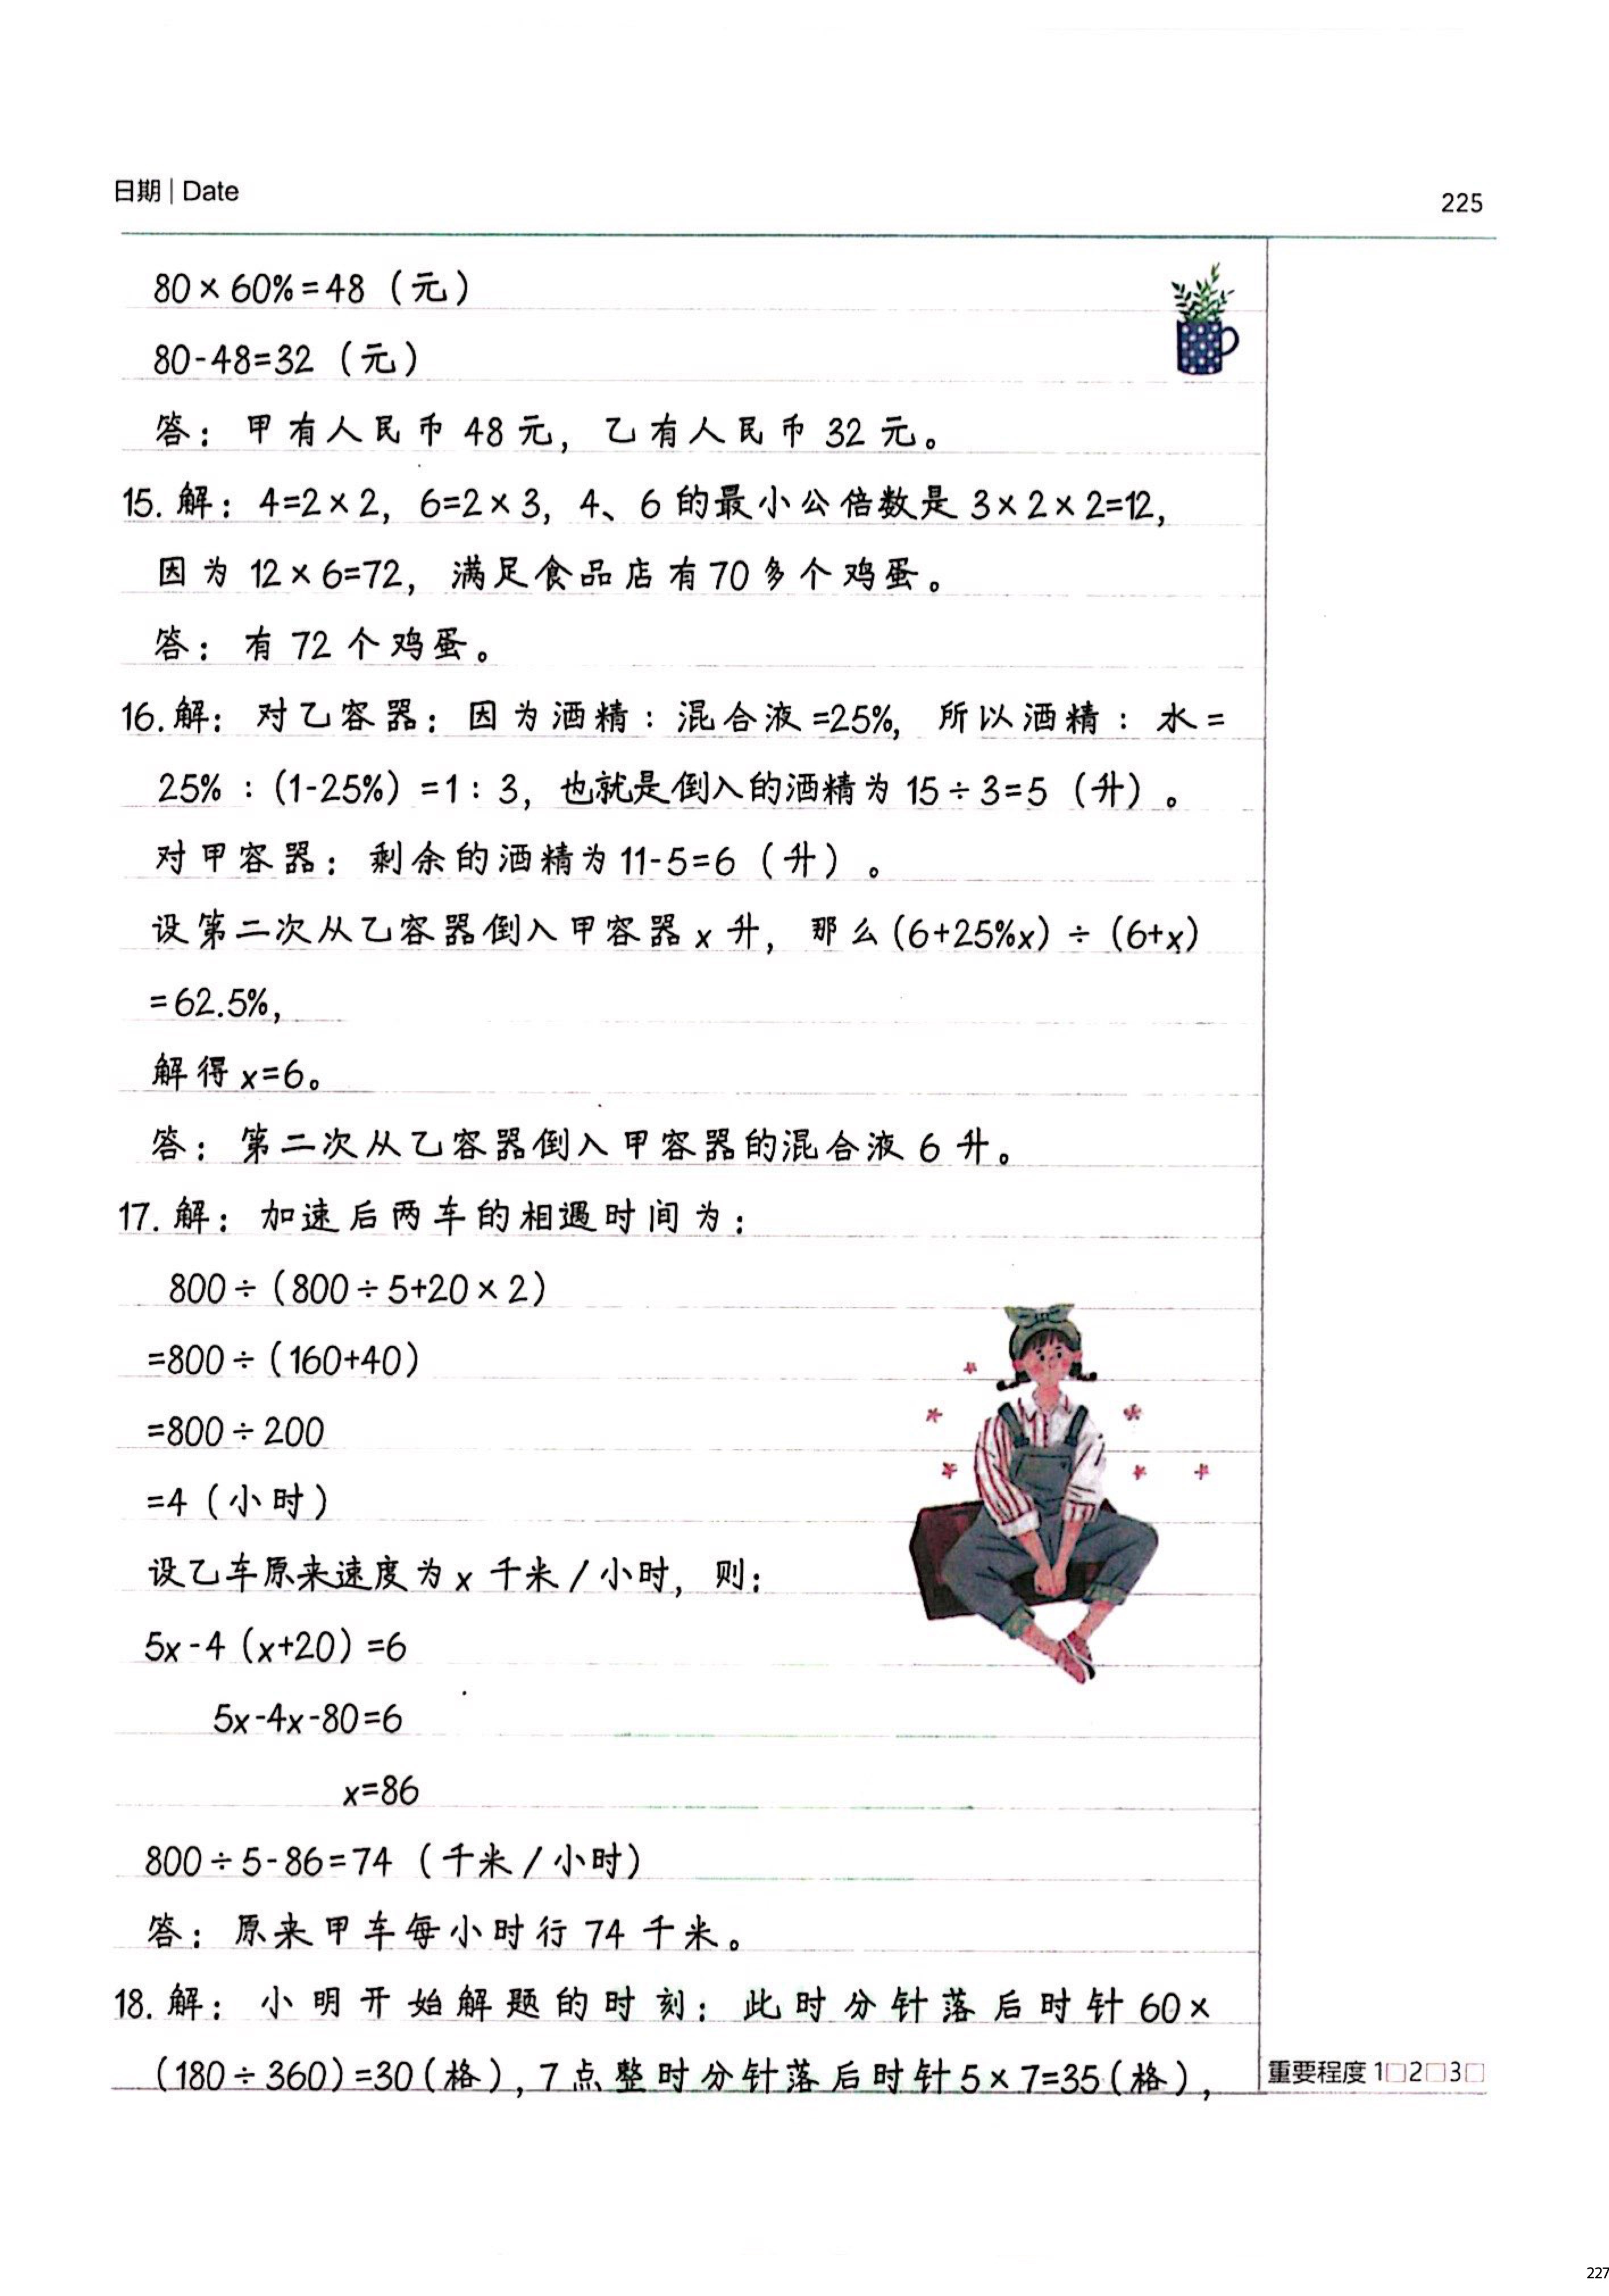 日期 | Date
225
80×60%=48（元）
80-48=32（元）
答：甲有人民币48元，乙有人民币32元。
15.解：4=2×2，6=2×3，4、6的最小公倍数是3×2×2=12，
因为12×6=72，满足食品店有70多个鸡蛋。
答：有72个鸡蛋。
16.解：对乙容器：因为酒精：混合液=25%，所以酒精：水=
25%：(1-25%）=1：3，也就是倒入的酒精为15÷3=5（升）。
对甲容器：剩余的酒精为11-5=6（升）。
设第二次从乙容器倒入甲容器x升，那么(6+25%x）÷（6+x）
=62.5%，
解得x=6。
答：第二次从乙容器倒入甲容器的混合液6升。
17.解：加速后两车的相遇时间为：
800÷（800÷5+20×2）
=800÷（160+40）
=800÷200
=4（小时）
设乙车原来速度为x千米/小时，则：
5x-4（x+20）=6
5x-4x-80=6
x=86
800÷5-86=74（千米/小时）
答：原来甲车每小时行74千米。
18.解：小明开始解题的时刻：此时分针落后时针60×
（180÷360）=30（格），7点整时分针落后时针5×7=35（格），
重要程度 1□2□3□
227